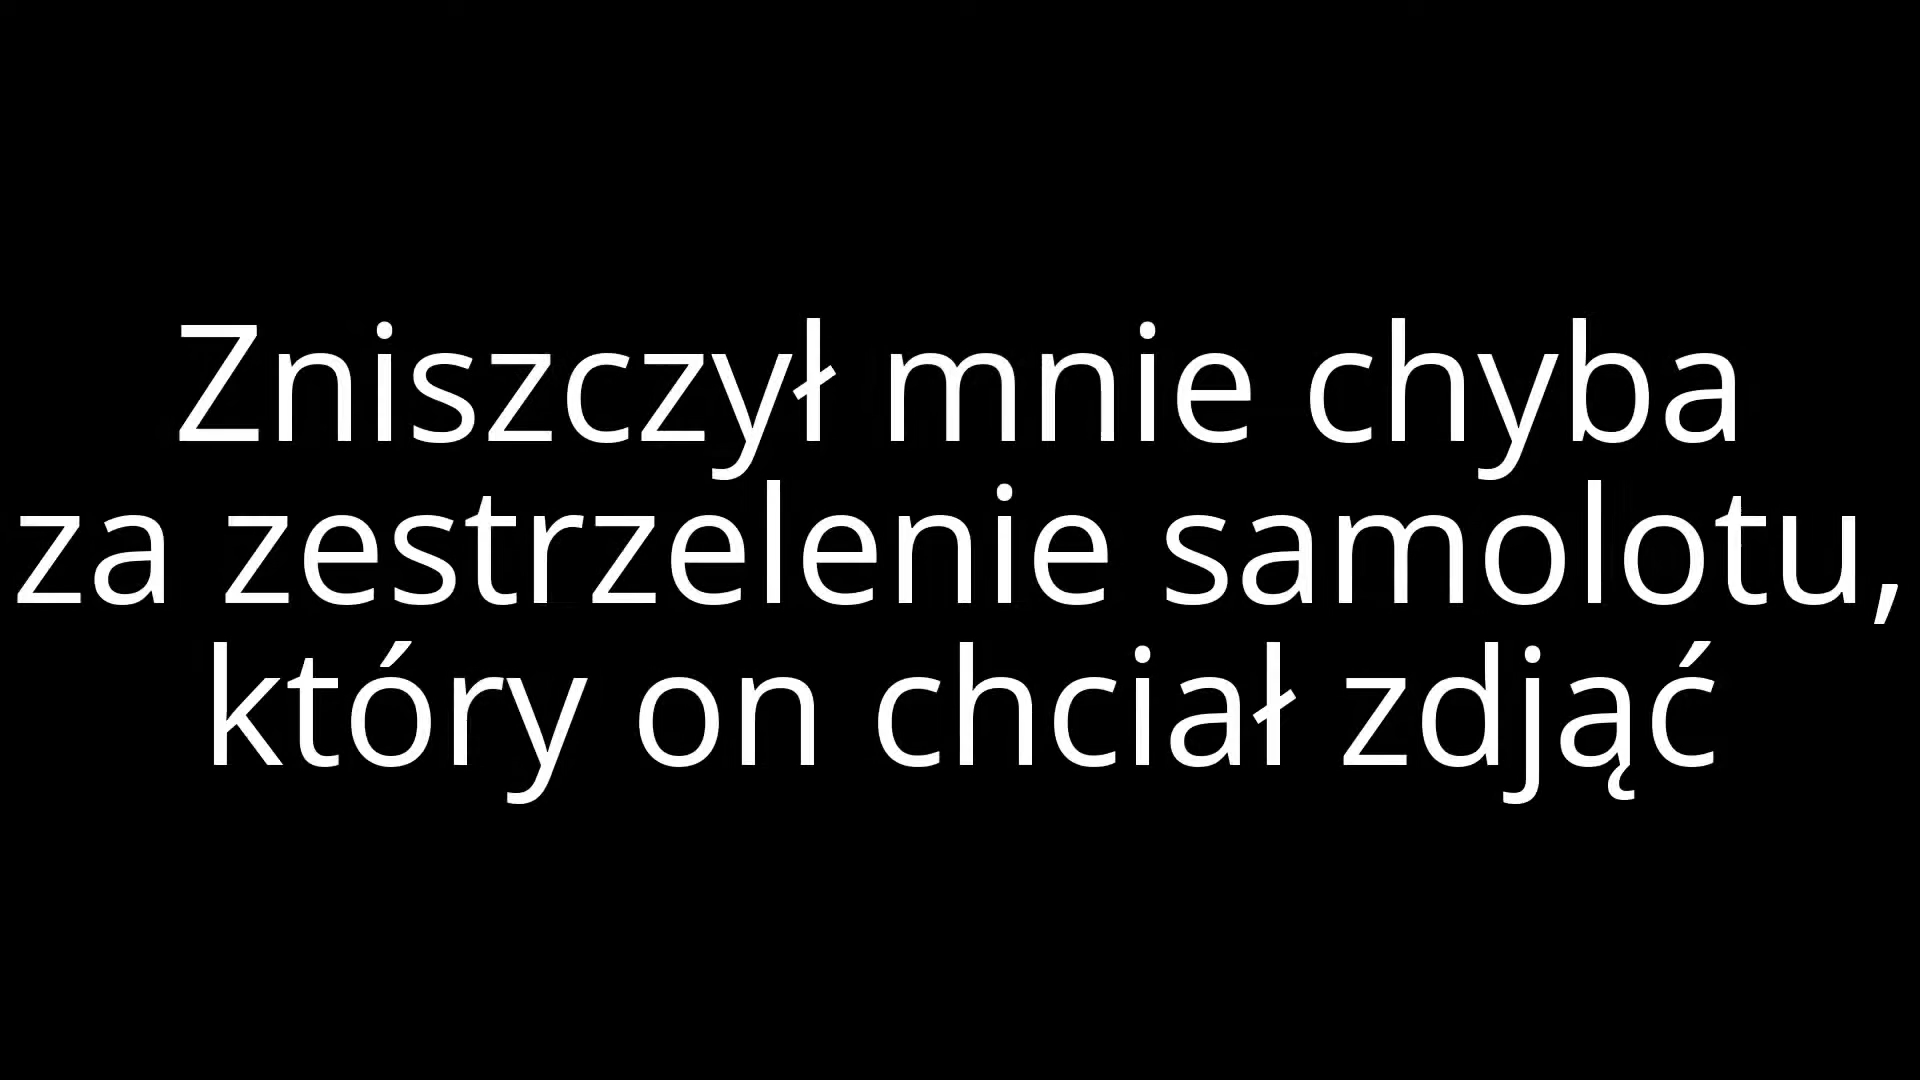 Zniszczył mnie chyba
za zestrzelenie samolotu,
który on chciał zdjąć